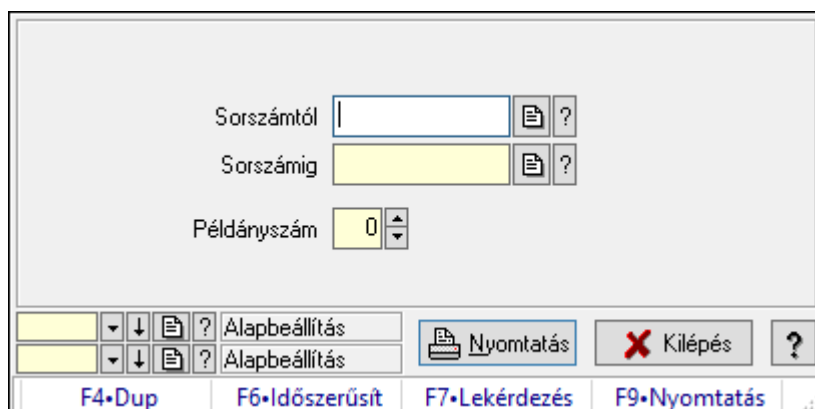 Sorszámtól ?
Sorszámig ?
Példányszám 0
? Alapbeállítás
? Alapbeállítás
Nyomtatás Kilépés ?
F4•Dup F6•Időszerűsít F7•Lekérdezés F9•Nyomtatás